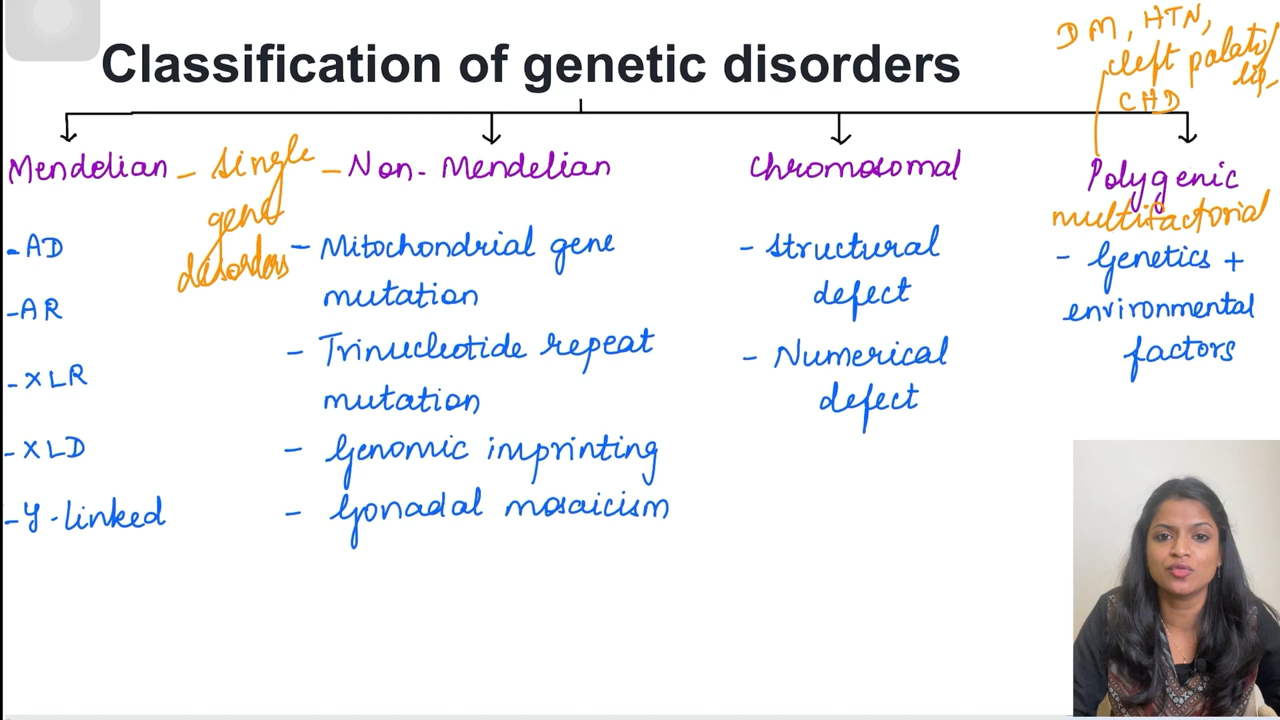 Classification of genetic disorders
DM, HTN,
cleft palate/
lip,
CHD
Mendelian - single - Non-Mendelian
gene
disorders
Chromosomal
Polygenic
multifactorial
- AD
- AR
- XLR
- XLD
- Y-linked
- Mitochondrial gene
mutation
- Trinucleotide repeat
mutation
- Genomic imprinting
- Gonadal mosaicism
- Structural
defect
- Numerical
defect
- Genetics +
environmental
factors